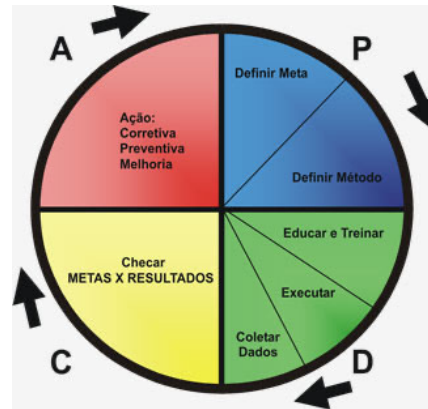 A
P
Definir Meta
Ação:
Corretiva
Preventiva
Melhoria
Definir Método
Educar e Treinar
Checar
METAS X RESULTADOS
Executar
Coletar
Dados
C
D